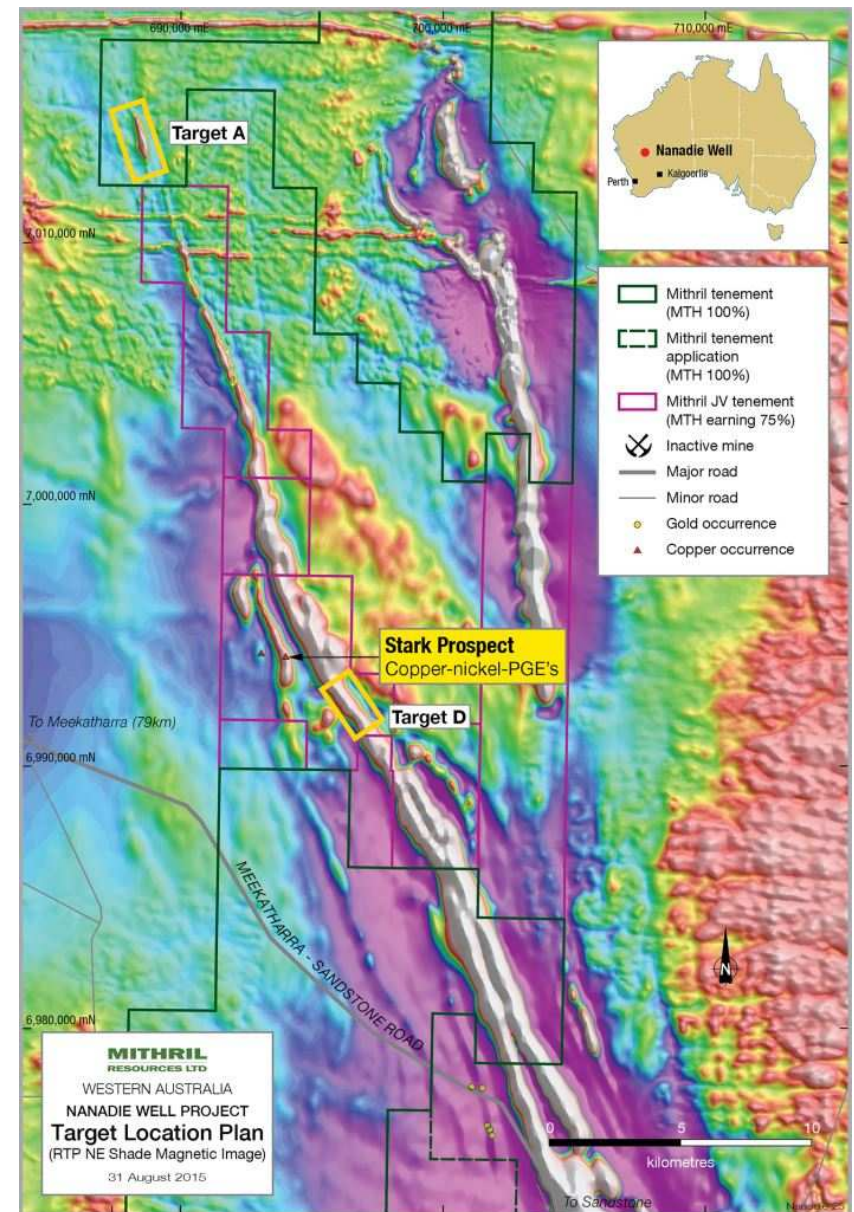 690,000 mE
700,000 mE
710,000 mE
Target A
Nanadie Well
Perth
Kalgoorlie
7,010,000 mN
Mithril tenement
(MTH 100%)
Mithril tenement
application
(MTH 100%)
Mithril JV tenement
(MTH earning 75%)
Inactive mine
Major road
Minor road
Gold occurrence
Copper occurrence
7,000,000 mN
Stark Prospect
Copper-nickel-PGE's
Target D
To Meekatharra (79km)
6,990,000 mN
MEEKATHARRA - SANDSTONE ROAD
N
6,980,000 mN
MITHRIL
RESOURCES LTD
WESTERN AUSTRALIA
NANADIE WELL PROJECT
Target Location Plan
(RTP NE Shade Magnetic Image)
31 August 2015
0 5 10
kilometres
To Sandstone